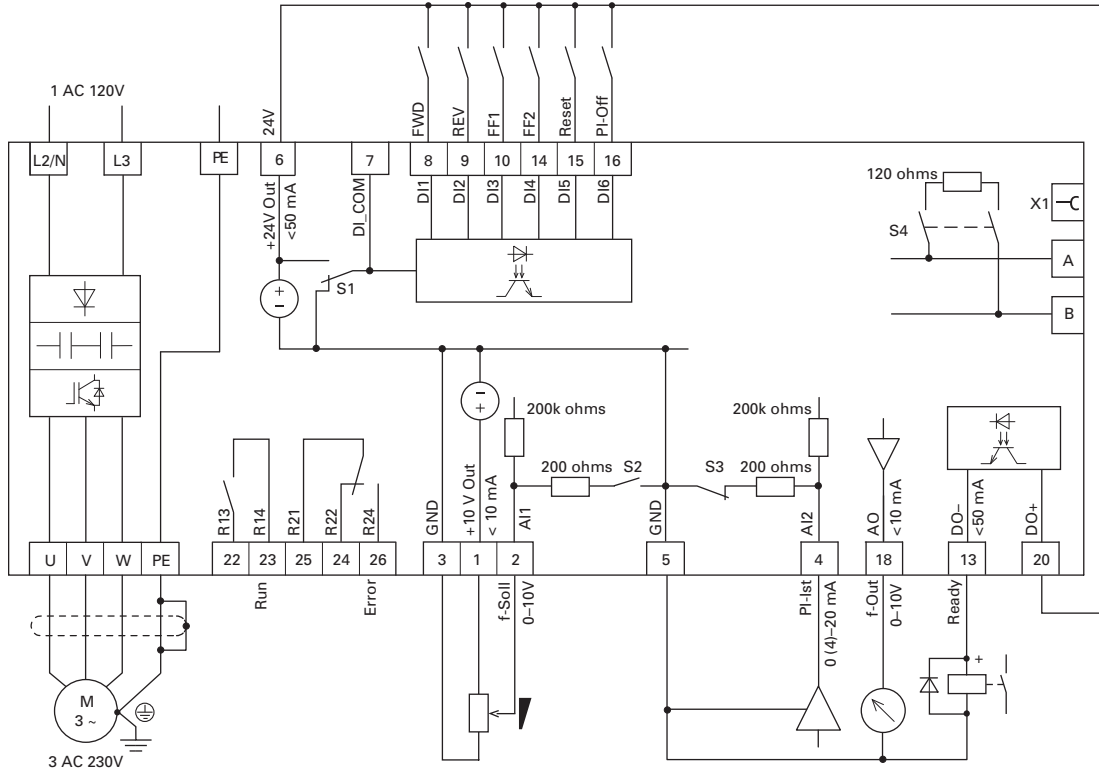 1 AC 120V
24V
FWD
REV
FF1
FF2
Reset
PI-Off
L2/N
L3
PE
6
7
8
9
10
14
15
16
+24V Out
<50 mA
DI_COM
DI1
DI2
DI3
DI4
DI5
DI6
120 ohms
X1
S4
A
B
+
−
S1
−
+
200k ohms
200k ohms
200 ohms
S2
S3
200 ohms
R13
R14
R21
R22
R24
GND
+10 V Out
< 10 mA
AI1
GND
AI2
AO
<10 mA
DO−
<50 mA
DO+
U
V
W
PE
22
23
25
24
26
3
1
2
5
4
18
13
20
Run
Error
f-Soll
0–10V
PI-Ist
0 (4)–20 mA
f-Out
0–10V
Ready
+
M
3 ~
3 AC 230V